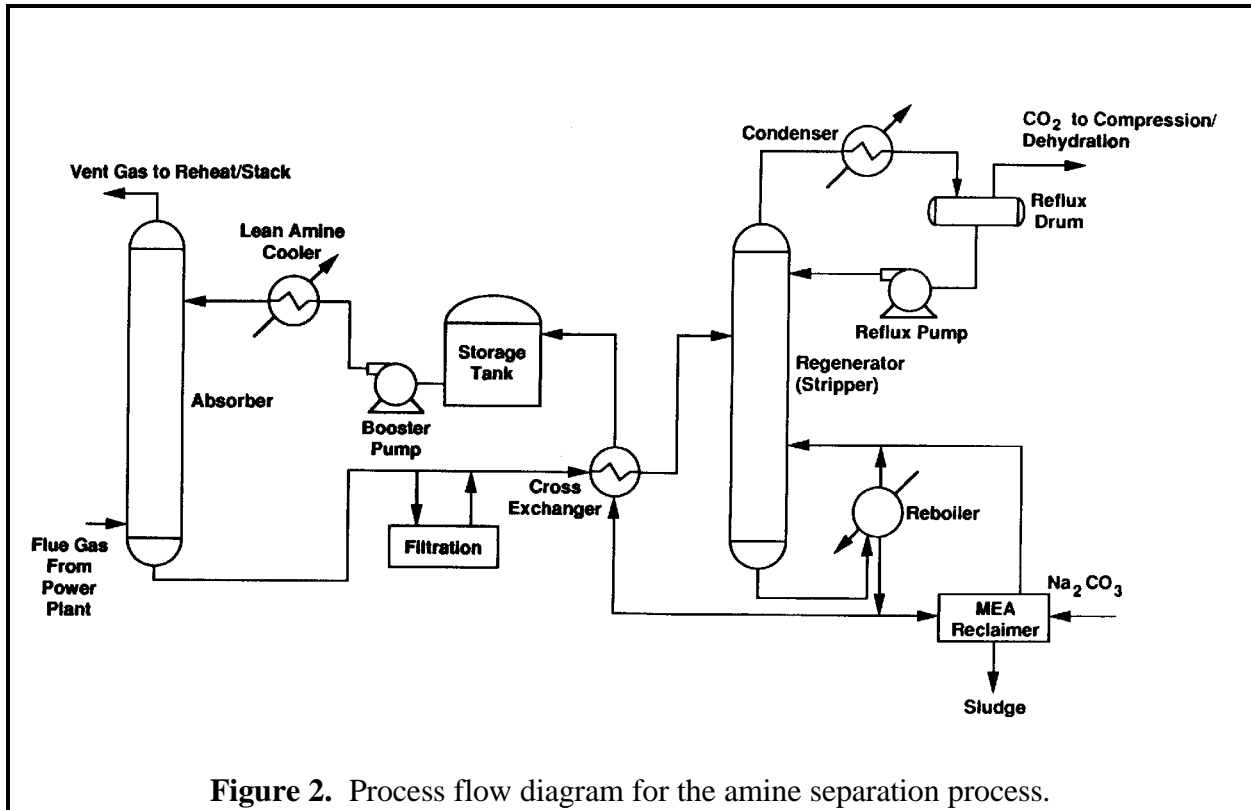 Vent Gas to Reheat/Stack
Lean Amine
Cooler
Absorber
Flue Gas
From
Power
Plant
Booster
Pump
Storage
Tank
Filtration
Cross
Exchanger
Condenser
CO₂ to Compression/
Dehydration
Reflux
Drum
Reflux Pump
Regenerator
(Stripper)
Reboiler
Na₂CO₃
MEA
Reclaimer
Sludge
Figure 2. Process flow diagram for the amine separation process.